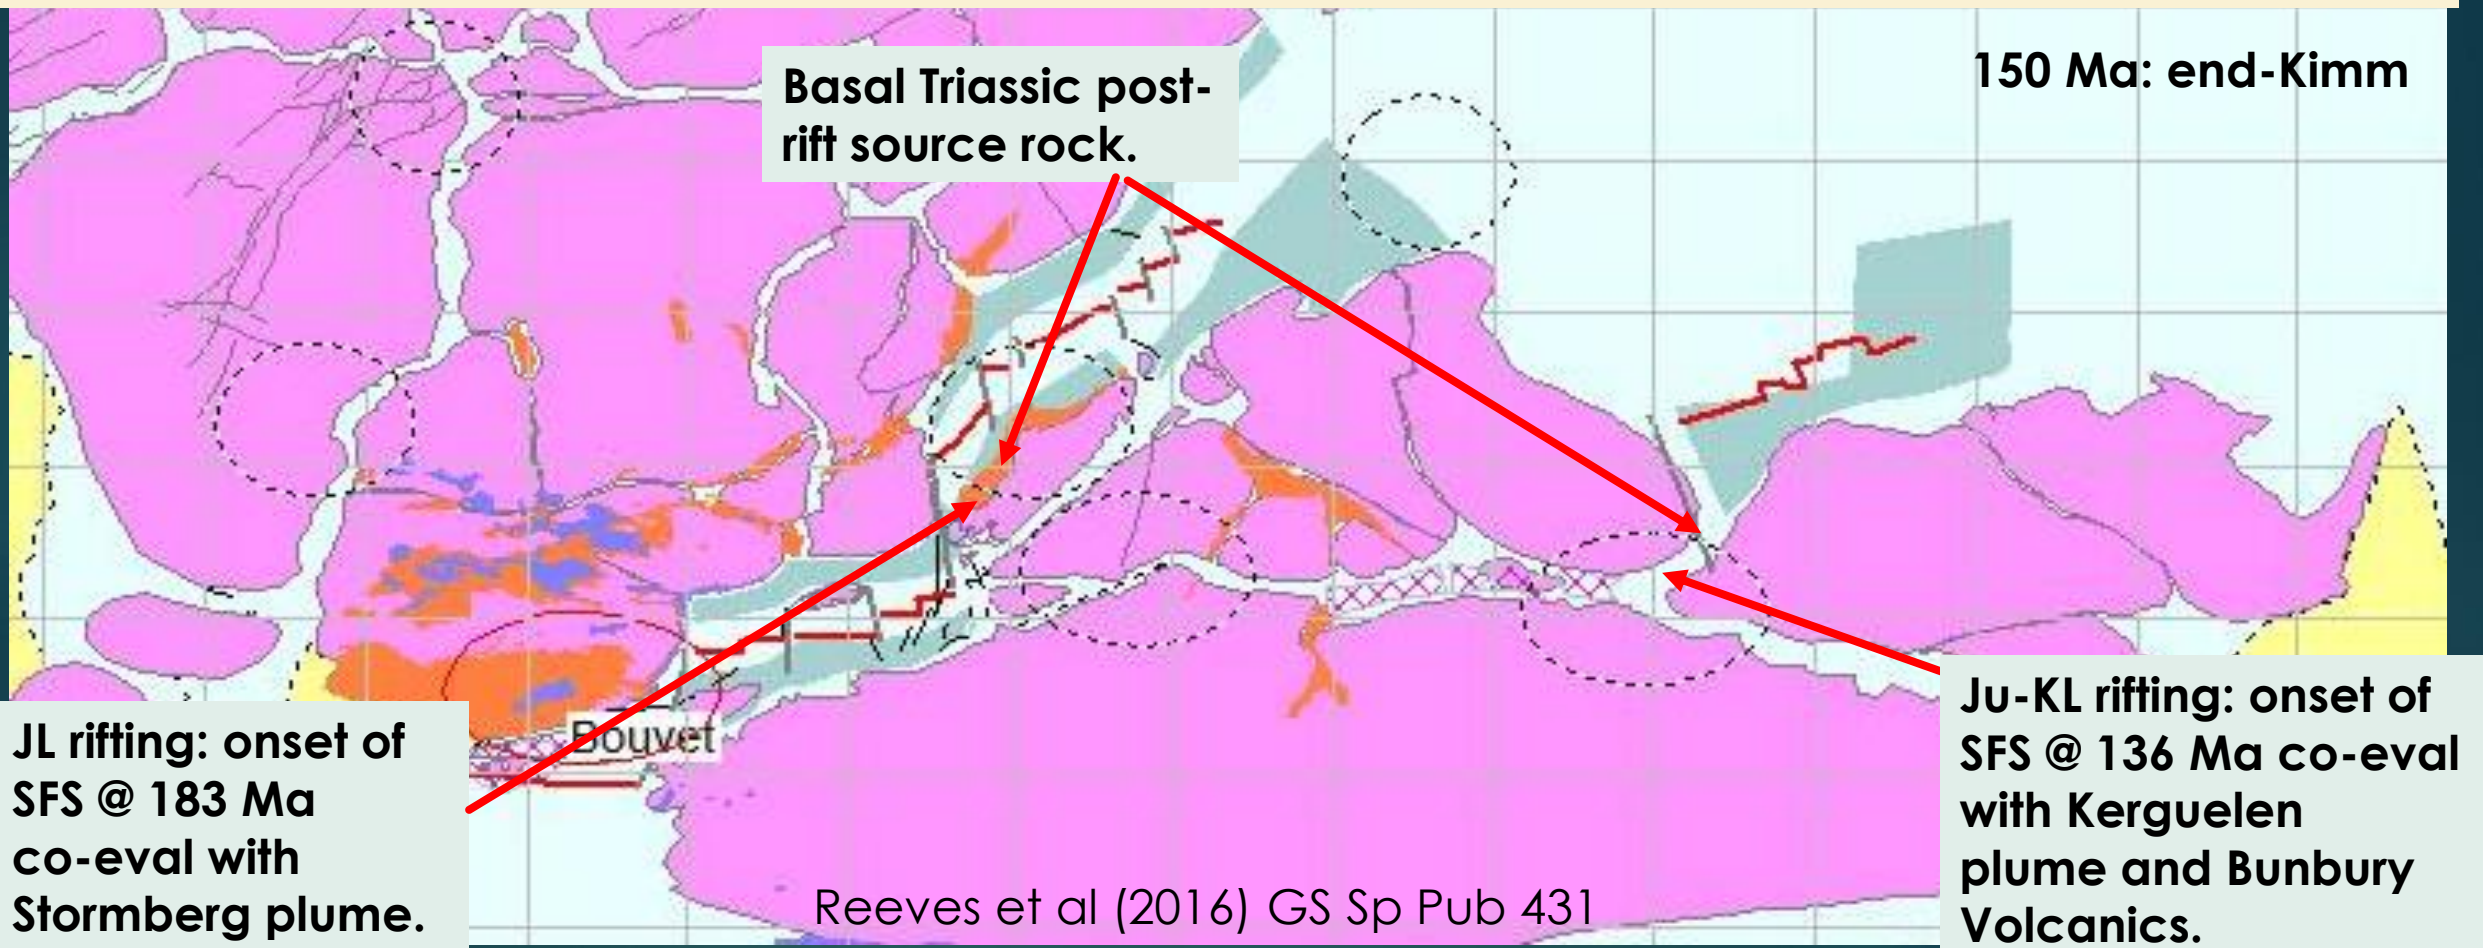 150 Ma: end-Kimm
Basal Triassic post-
rift source rock.
Bouvet
JL rifting: onset of
SFS @ 183 Ma
co-eval with
Stormberg plume.
Ju-KL rifting: onset of
SFS @ 136 Ma co-eval
with Kerguelen
plume and Bunbury
Volcanics.
Reeves et al (2016) GS Sp Pub 431